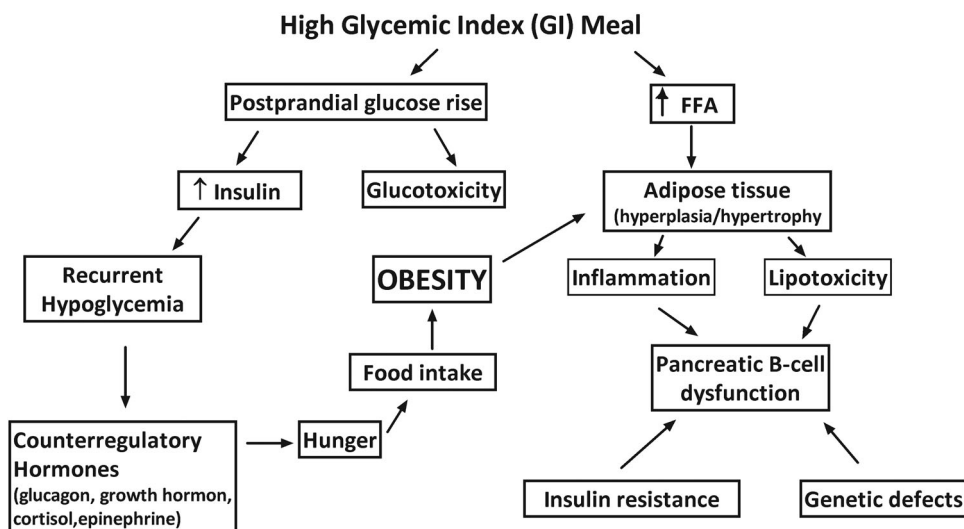 High Glycemic Index (GI) Meal
Postprandial glucose rise
↑ FFA
↑ Insulin
Glucotoxicity
Adipose tissue
(hyperplasia/hypertrophy
Recurrent
Hypoglycemia
OBESITY
Inflammation
Lipotoxicity
Food intake
Pancreatic B-cell
dysfunction
Counterregulatory
Hormones
(glucagon, growth hormon,
cortisol,epinephrine)
Hunger
Insulin resistance
Genetic defects